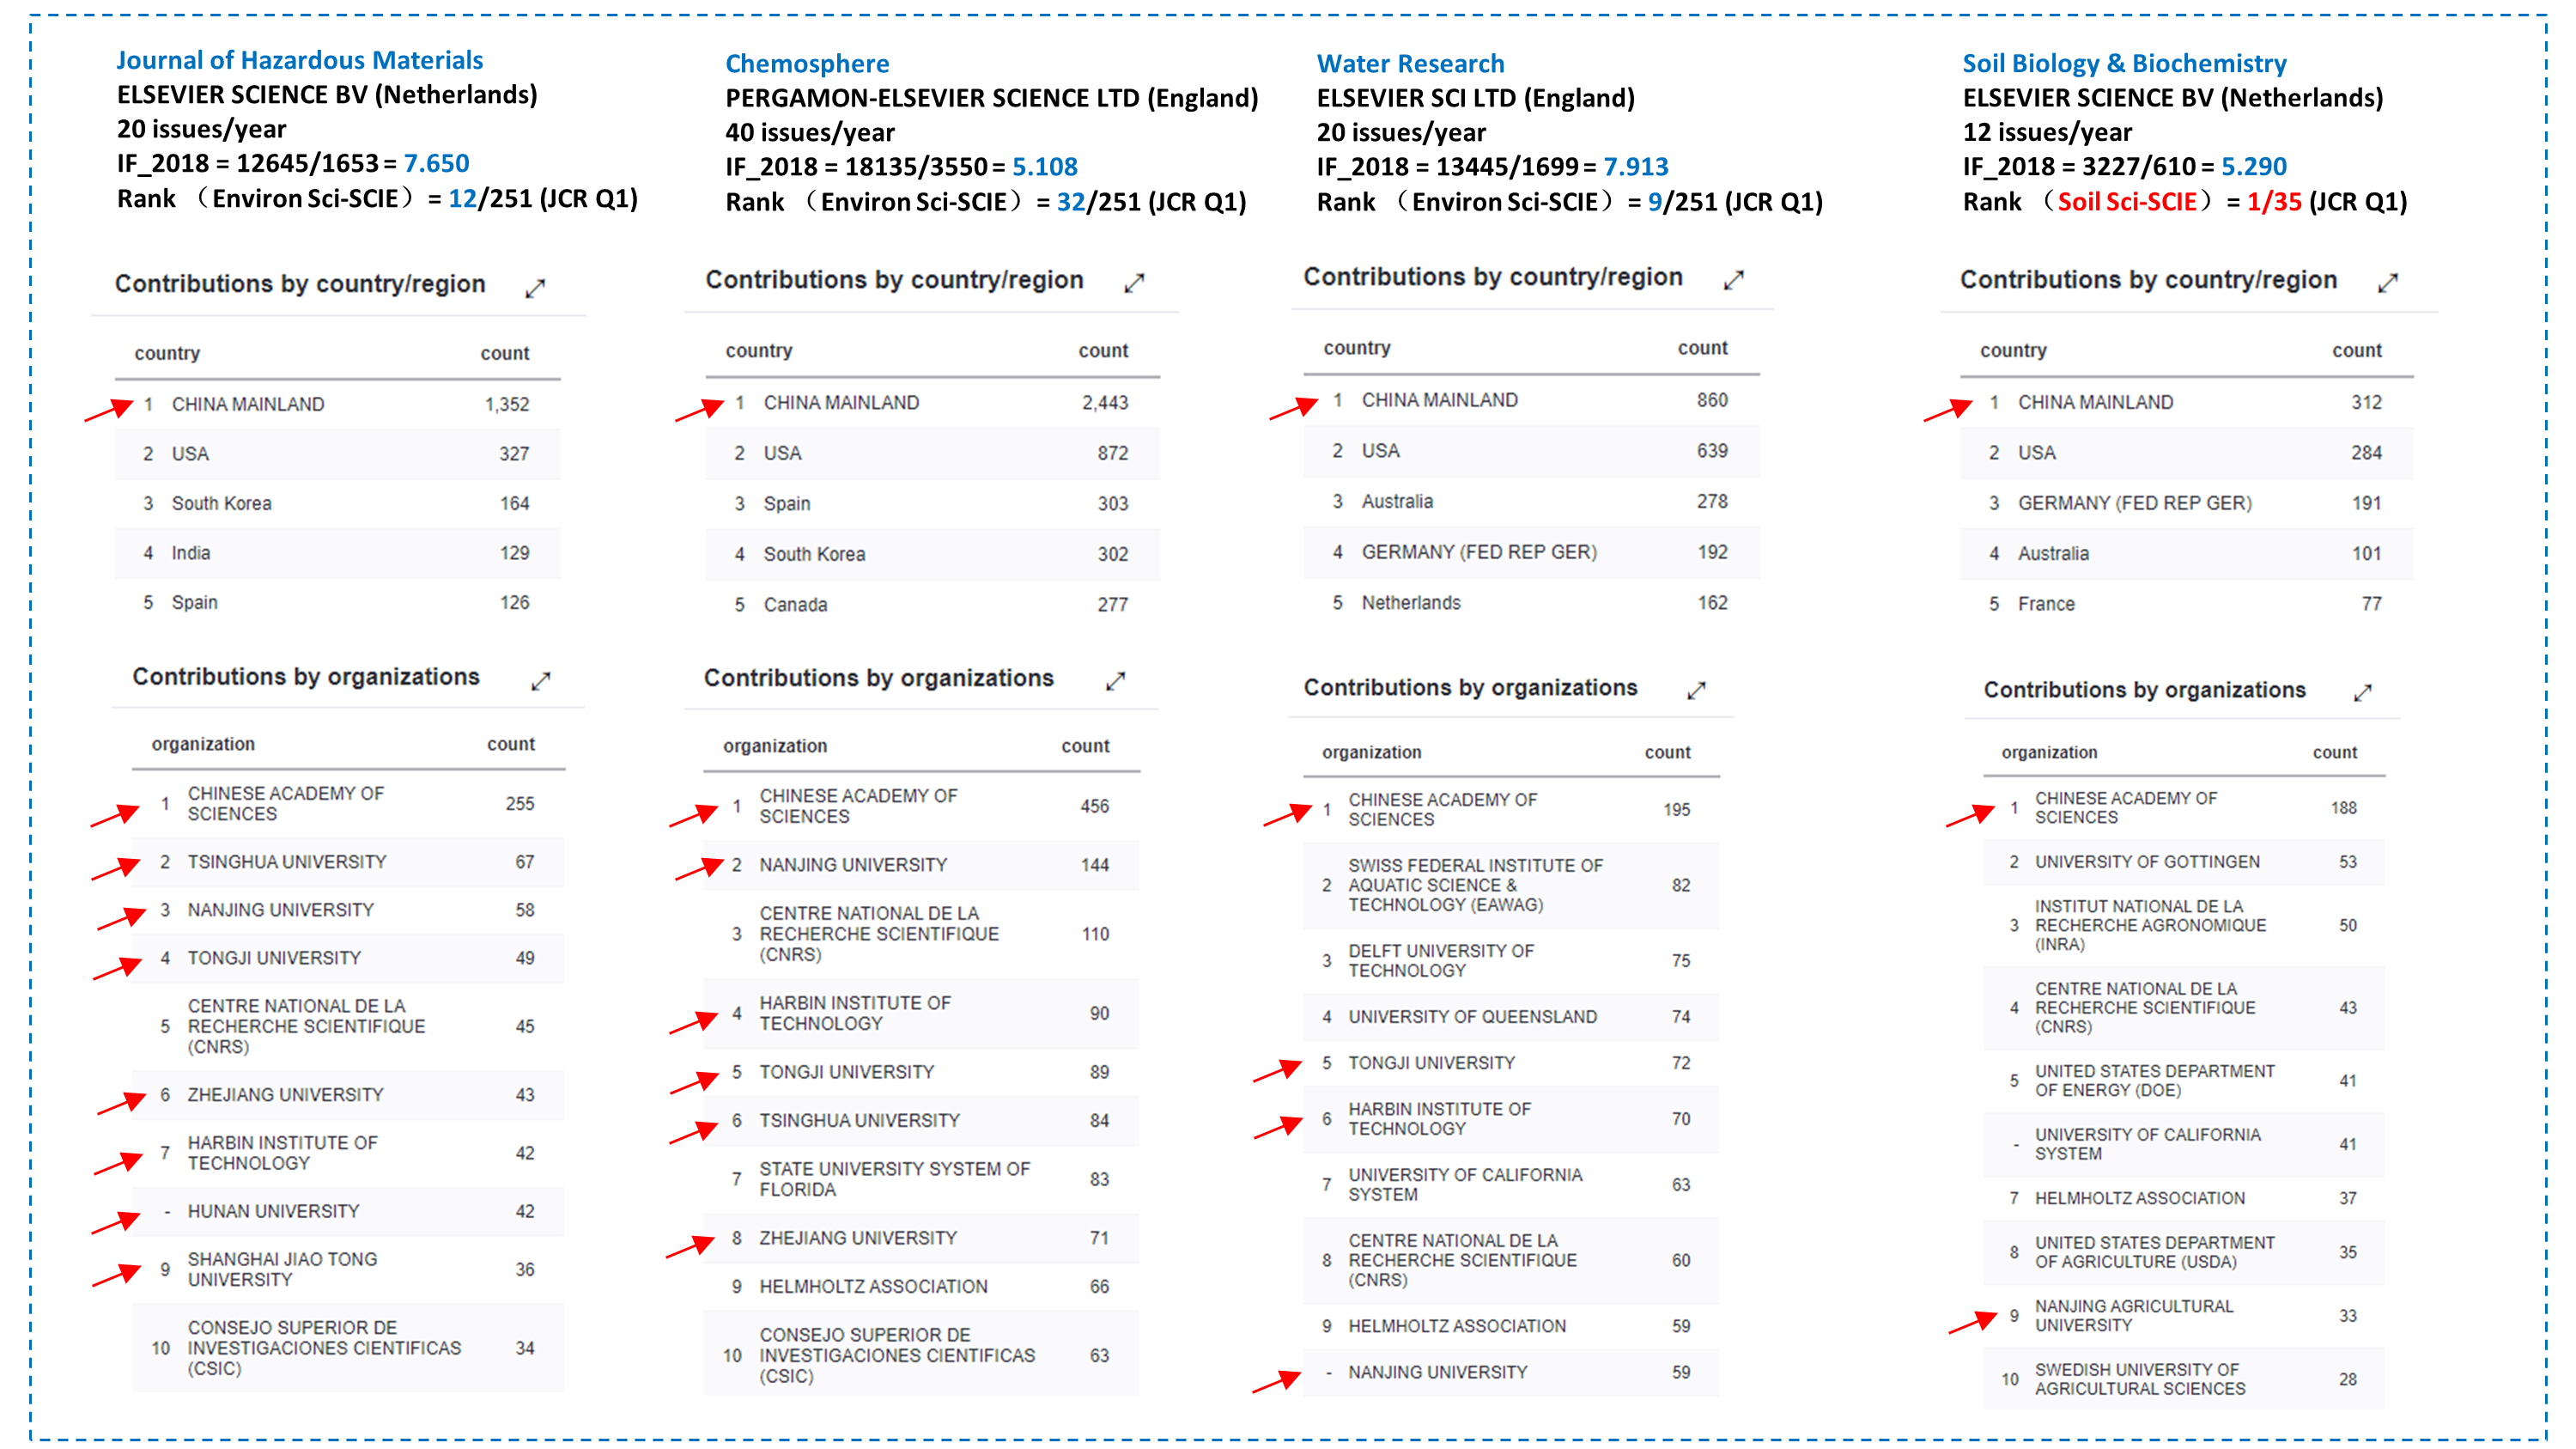 Journal of Hazardous Materials
ELSEVIER SCIENCE BV (Netherlands)
20 issues/year
IF_2018 = 12645/1653 = 7.650
Rank （Environ Sci-SCIE）= 12/251 (JCR Q1)
Contributions by country/region
country count
1 CHINA MAINLAND 1,352
2 USA 327
3 South Korea 164
4 India 129
5 Spain 126
Contributions by organizations
organization count
1 CHINESE ACADEMY OF
SCIENCES 255
2 TSINGHUA UNIVERSITY 67
3 NANJING UNIVERSITY 58
4 TONGJI UNIVERSITY 49
CENTRE NATIONAL DE LA
5 RECHERCHE SCIENTIFIQUE 45
(CNRS)
6 ZHEJIANG UNIVERSITY 43
7 HARBIN INSTITUTE OF
TECHNOLOGY 42
- HUNAN UNIVERSITY 42
9 SHANGHAI JIAO TONG
UNIVERSITY 36
CONSEJO SUPERIOR DE
10 INVESTIGACIONES CIENTIFICAS 34
(CSIC)
Chemosphere
PERGAMON-ELSEVIER SCIENCE LTD (England)
40 issues/year
IF_2018 = 18135/3550 = 5.108
Rank （Environ Sci-SCIE）= 32/251 (JCR Q1)
Contributions by country/region
country count
1 CHINA MAINLAND 2,443
2 USA 872
3 Spain 303
4 South Korea 302
5 Canada 277
Contributions by organizations
organization count
1 CHINESE ACADEMY OF
SCIENCES 456
2 NANJING UNIVERSITY 144
CENTRE NATIONAL DE LA
3 RECHERCHE SCIENTIFIQUE 110
(CNRS)
4 HARBIN INSTITUTE OF
TECHNOLOGY 90
5 TONGJI UNIVERSITY 89
6 TSINGHUA UNIVERSITY 84
7 STATE UNIVERSITY SYSTEM OF
FLORIDA 83
8 ZHEJIANG UNIVERSITY 71
9 HELMHOLTZ ASSOCIATION 66
CONSEJO SUPERIOR DE
10 INVESTIGACIONES CIENTIFICAS 63
(CSIC)
Water Research
ELSEVIER SCI LTD (England)
20 issues/year
IF_2018 = 13445/1699 = 7.913
Rank （Environ Sci-SCIE）= 9/251 (JCR Q1)
Contributions by country/region
country count
1 CHINA MAINLAND 860
2 USA 639
3 Australia 278
4 GERMANY (FED REP GER) 192
5 Netherlands 162
Contributions by organizations
organization count
1 CHINESE ACADEMY OF
SCIENCES 195
SWISS FEDERAL INSTITUTE OF
2 AQUATIC SCIENCE & 82
TECHNOLOGY (EAWAG)
3 DELFT UNIVERSITY OF
TECHNOLOGY 75
4 UNIVERSITY OF QUEENSLAND 74
5 TONGJI UNIVERSITY 72
6 HARBIN INSTITUTE OF
TECHNOLOGY 70
7 UNIVERSITY OF CALIFORNIA
SYSTEM 63
CENTRE NATIONAL DE LA
8 RECHERCHE SCIENTIFIQUE 60
(CNRS)
9 HELMHOLTZ ASSOCIATION 59
- NANJING UNIVERSITY 59
Soil Biology & Biochemistry
ELSEVIER SCIENCE BV (Netherlands)
12 issues/year
IF_2018 = 3227/610 = 5.290
Rank （Soil Sci-SCIE）= 1/35 (JCR Q1)
Contributions by country/region
country count
1 CHINA MAINLAND 312
2 USA 284
3 GERMANY (FED REP GER) 191
4 Australia 101
5 France 77
Contributions by organizations
organization count
1 CHINESE ACADEMY OF
SCIENCES 188
2 UNIVERSITY OF GOTTINGEN 53
INSTITUT NATIONAL DE LA
3 RECHERCHE AGRONOMIQUE 50
(INRA)
CENTRE NATIONAL DE LA
4 RECHERCHE SCIENTIFIQUE 43
(CNRS)
5 UNITED STATES DEPARTMENT
OF ENERGY (DOE) 41
- UNIVERSITY OF CALIFORNIA
SYSTEM 41
7 HELMHOLTZ ASSOCIATION 37
8 UNITED STATES DEPARTMENT
OF AGRICULTURE (USDA) 35
9 NANJING AGRICULTURAL
UNIVERSITY 33
10 SWEDISH UNIVERSITY OF
AGRICULTURAL SCIENCES 28